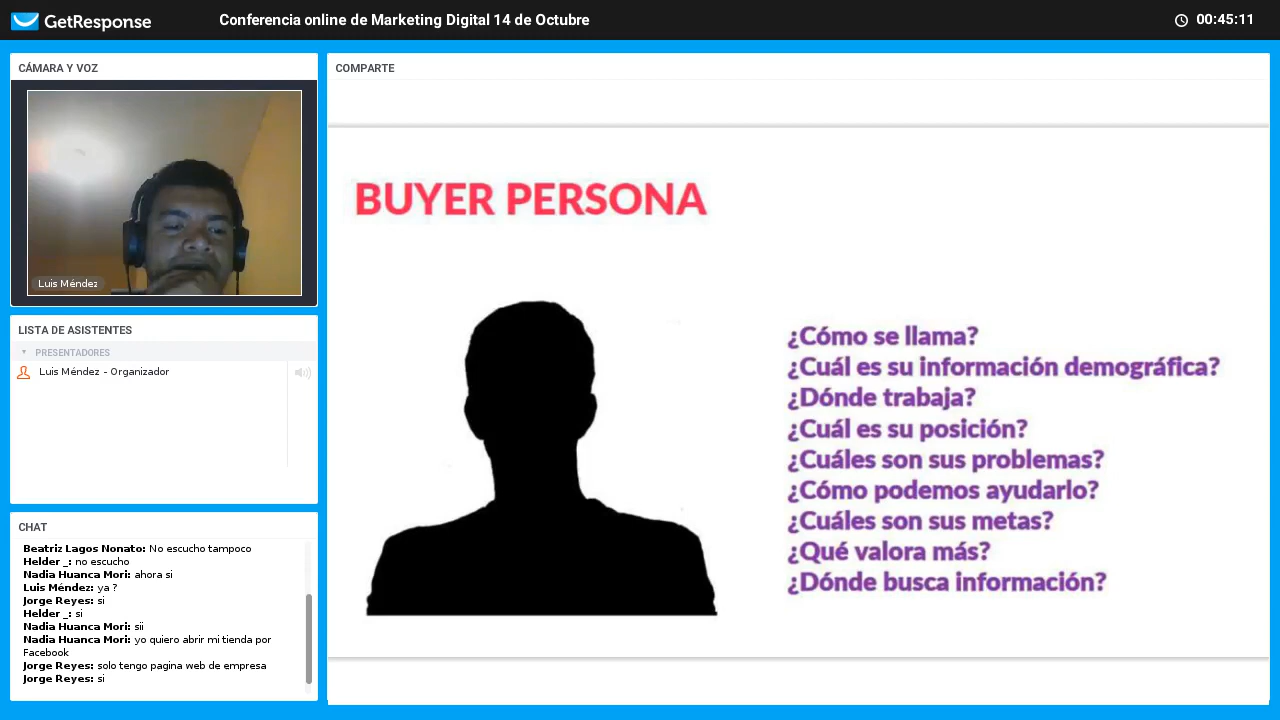 GetResponse
Conferencia online de Marketing Digital 14 de Octubre
00:45:11
CÁMARA Y VOZ
Luis Méndez
LISTA DE ASISTENTES
PRESENTADORES
Luis Méndez - Organizador
CHAT
Beatriz Lagos Nonato: No escucho tampoco
Helder _: no escucho
Nadia Huanca Mori: ahora si
Luis Méndez: ya ?
Jorge Reyes: si
Helder _: si
Nadia Huanca Mori: sii
Nadia Huanca Mori: yo quiero abrir mi tienda por
Facebook
Jorge Reyes: solo tengo pagina web de empresa
Jorge Reyes: si
COMPARTE
BUYER PERSONA
¿Cómo se llama?
¿Cuál es su información demográfica?
¿Dónde trabaja?
¿Cuál es su posición?
¿Cuáles son sus problemas?
¿Cómo podemos ayudarlo?
¿Cuáles son sus metas?
¿Qué valora más?
¿Dónde busca información?